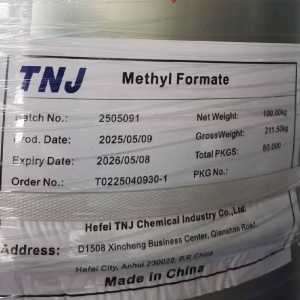 TNJ Methyl Formate
Batch No.: 2505091 Net Weight: 190.00kg
Prod. Date: 2025/05/09 GrossWeight: 211.50kg
Expiry Date 2026/05/08 Total PKGS: 80.000
Order No.: T0225040930-1 PKG No.:
Hefei TNJ Chemical Industry Co.,Ltd.
Address: D1508 Xincheng Business Center, Qianshan Road,
Hefei City, Anhui 230022, P.R.China
Made in China